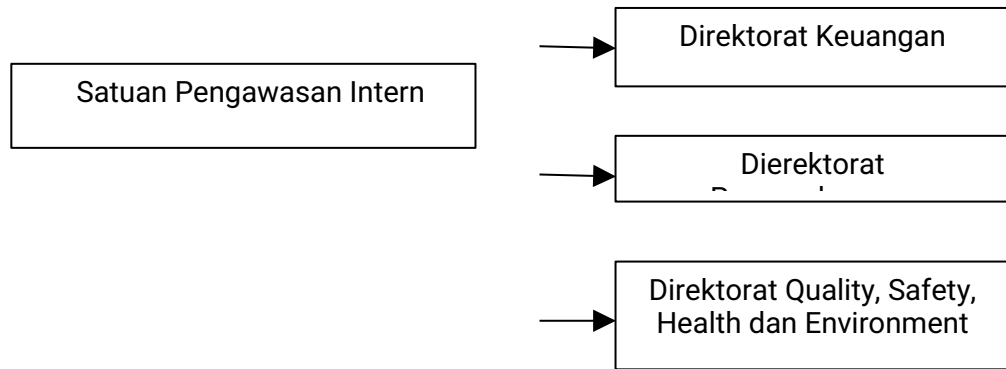 Direktorat Keuangan
Satuan Pengawasan Intern
Dierektorat
Direktorat Quality, Safety,
Health dan Environment